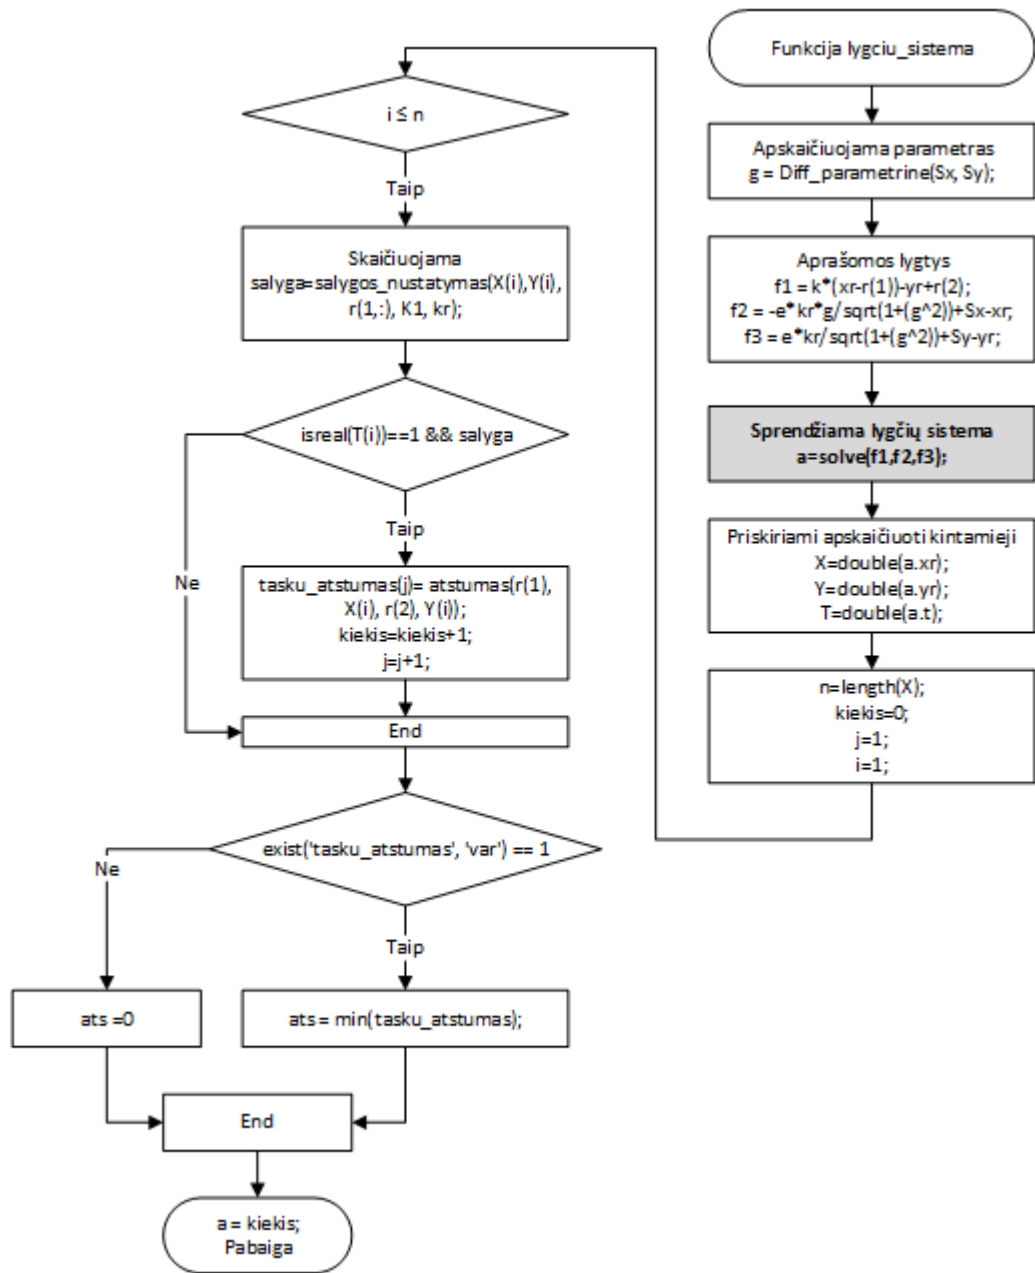 Funkcija lygciu_sistema
Apskaičiuojama parametras
g = Diff_parametrine(Sx, Sy);
Aprašomos lygtys
f1 = k*(xr-r(1))-yr+r(2);
f2 = -e*kr*g/sqrt(1+(g^2))+Sx-xr;
f3 = e*kr/sqrt(1+(g^2))+Sy-yr;
Sprendžiama lygčių sistema
a=solve(f1,f2,f3);
Priskiriami apskaičiuoti kintamieji
X=double(a.xr);
Y=double(a.yr);
T=double(a.t);
n=length(X);
kiekis=0;
j=1;
i=1;
i ≤ n
Taip
Skaičiuojama
salyga=salygos_nustatymas(X(i),Y(i),
r(1,:), K1, kr);
isreal(T(i))==1 && salyga
Taip
Ne
tasku_atstumas(j)= atstumas(r(1),
X(i), r(2), Y(i));
kiekis=kiekis+1;
j=j+1;
End
exist('tasku_atstumas', 'var') == 1
Ne
Taip
ats =0
ats = min(tasku_atstumas);
End
a = kiekis;
Pabaiga